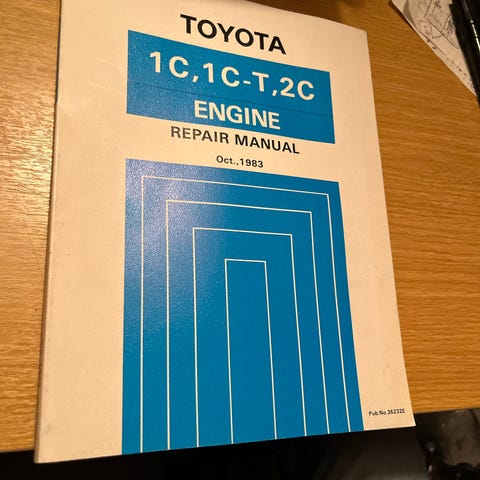 TOYOTA
1C,1C-T,2C
ENGINE
REPAIR MANUAL
Oct.,1983
Pub.No.36232E